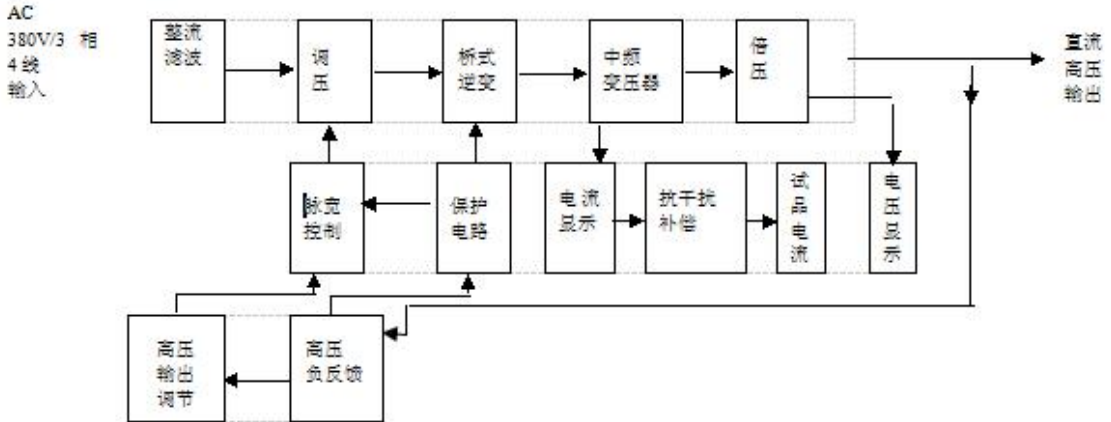 AC
380V/3 相
4 线
输入
整流
滤波
调
压
桥式
逆变
中频
变压器
倍
压
直流
高压
输出
脉宽
控制
保护
电路
电流
显示
抗干扰
补偿
试
品
电
流
电
压
显
示
高压
输出
调节
高压
负反馈